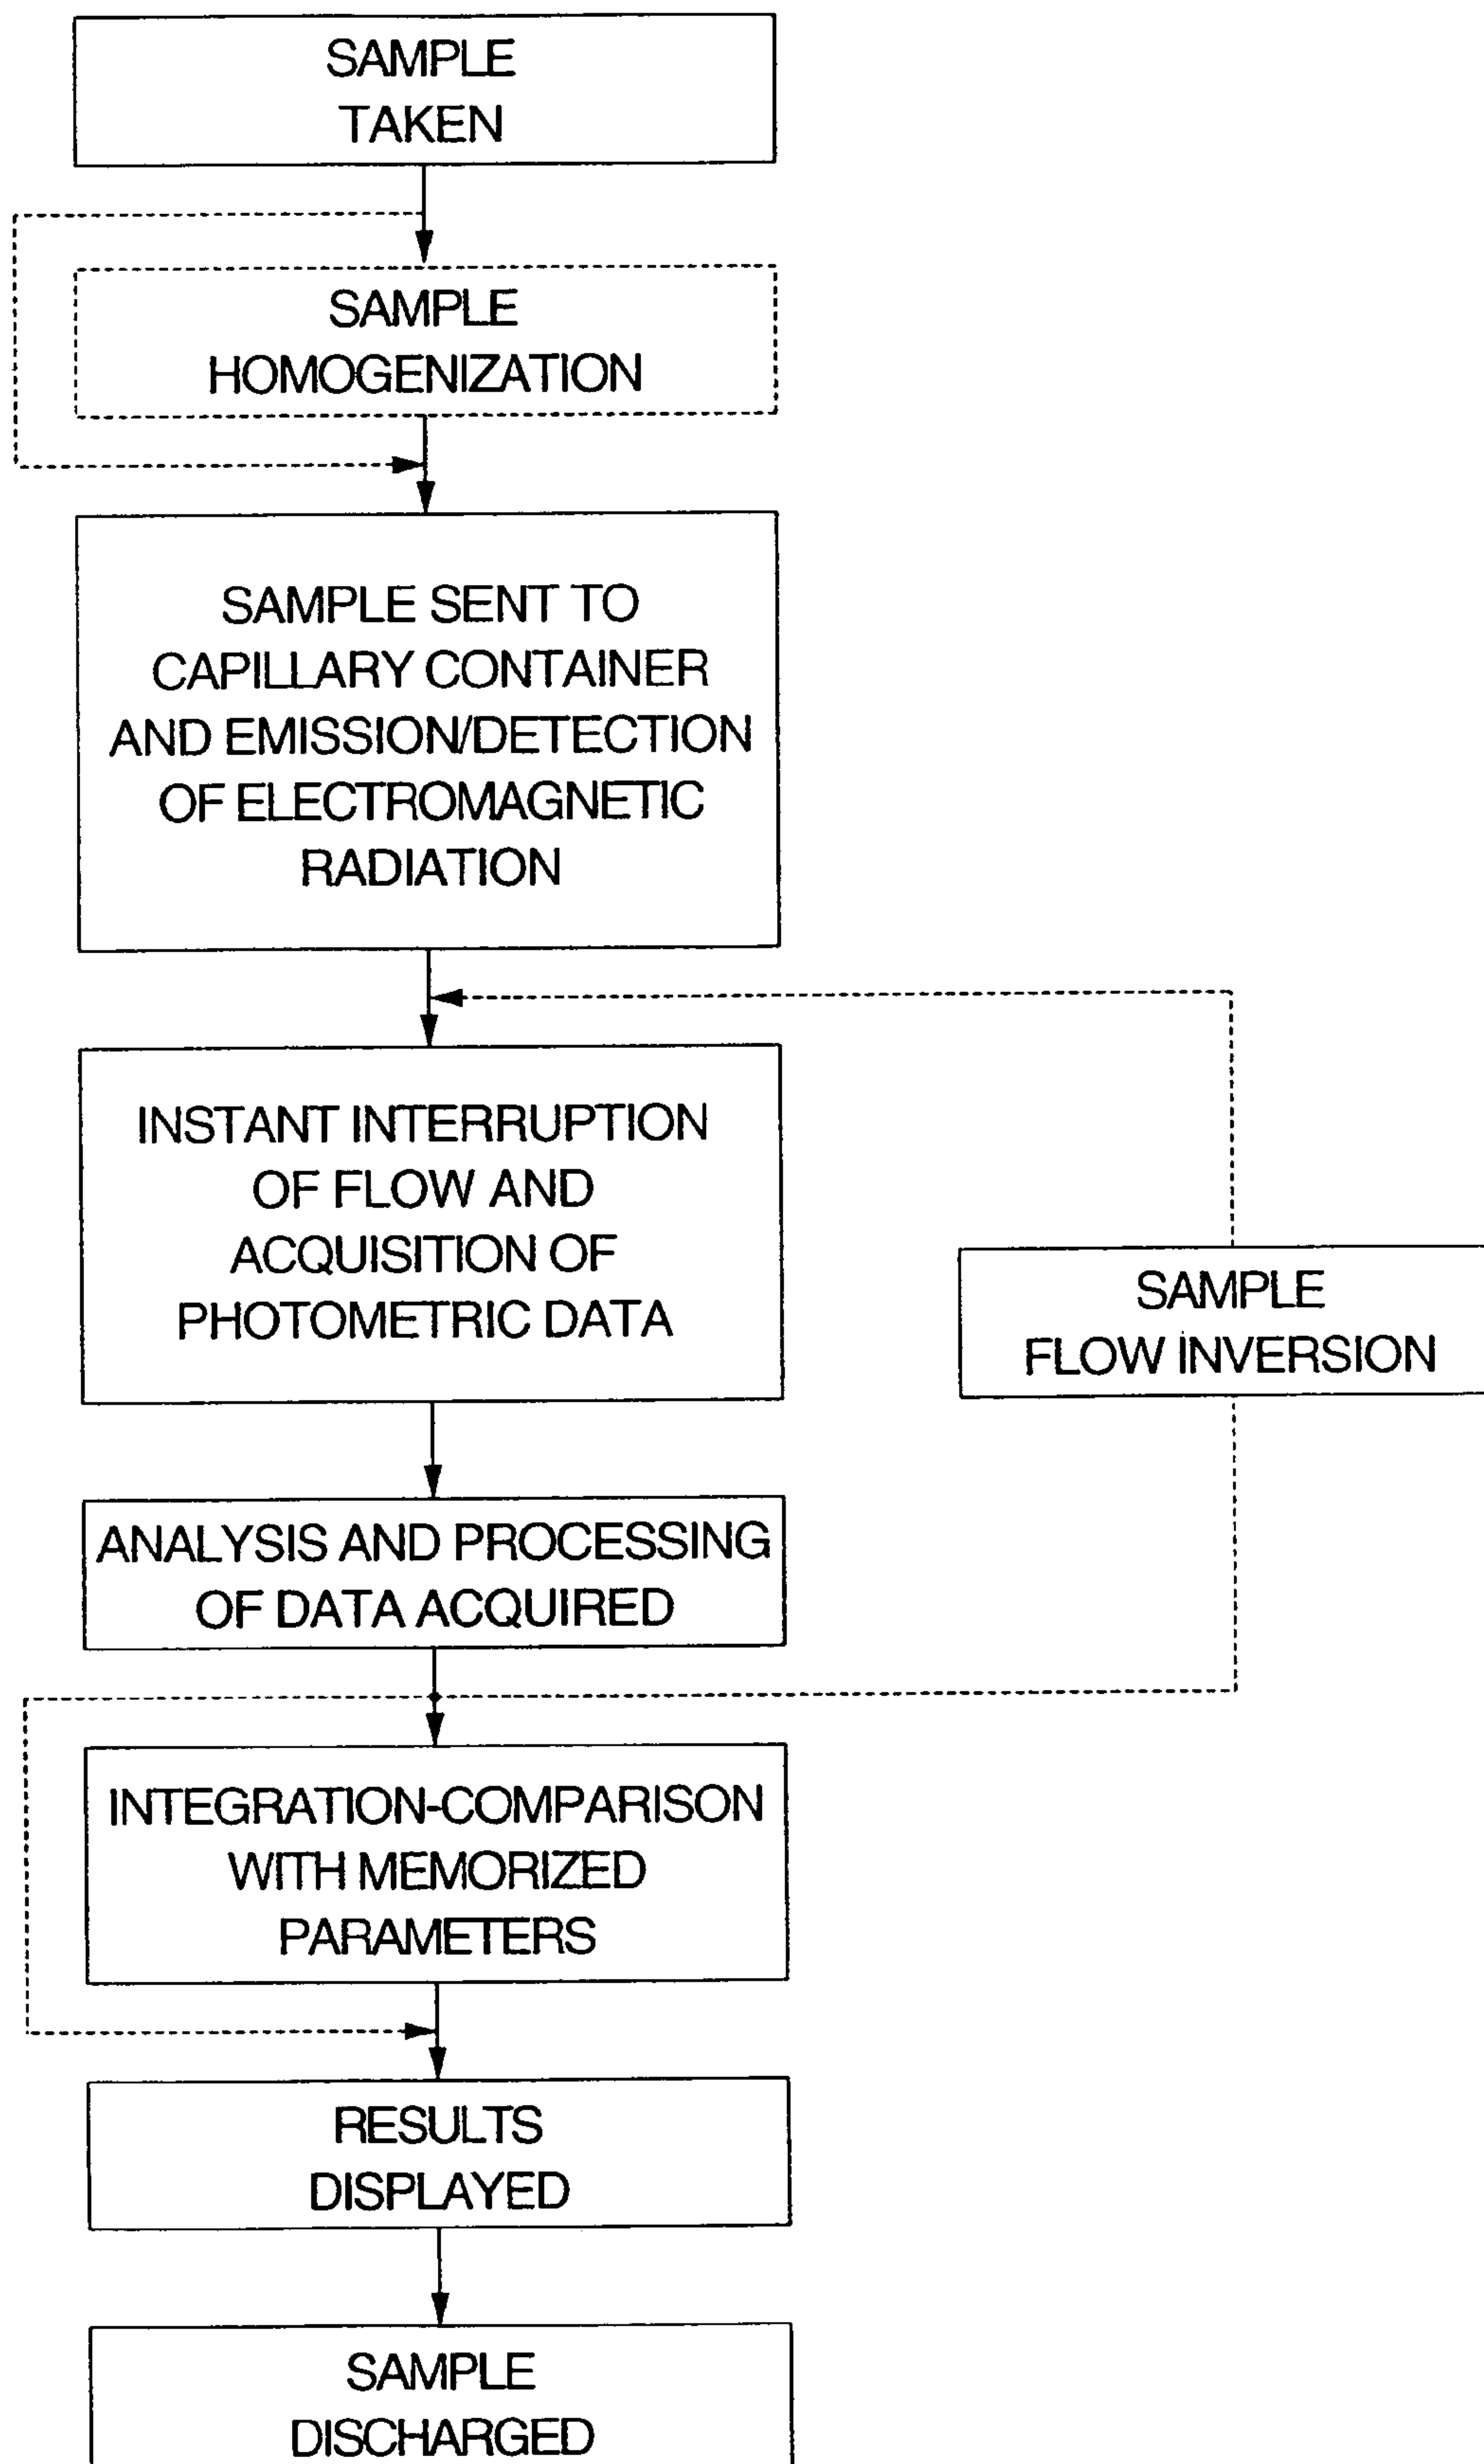 SAMPLE
TAKEN
SAMPLE
HOMOGENIZATION
SAMPLE SENT TO
CAPILLARY CONTAINER
AND EMISSION/DETECTION
OF ELECTROMAGNETIC
RADIATION
INSTANT INTERRUPTION
OF FLOW AND
ACQUISITION OF
PHOTOMETRIC DATA
SAMPLE
FLOW INVERSION
ANALYSIS AND PROCESSING
OF DATA ACQUIRED
INTEGRATION-COMPARISON
WITH MEMORIZED
PARAMETERS
RESULTS
DISPLAYED
SAMPLE
DISCHARGED